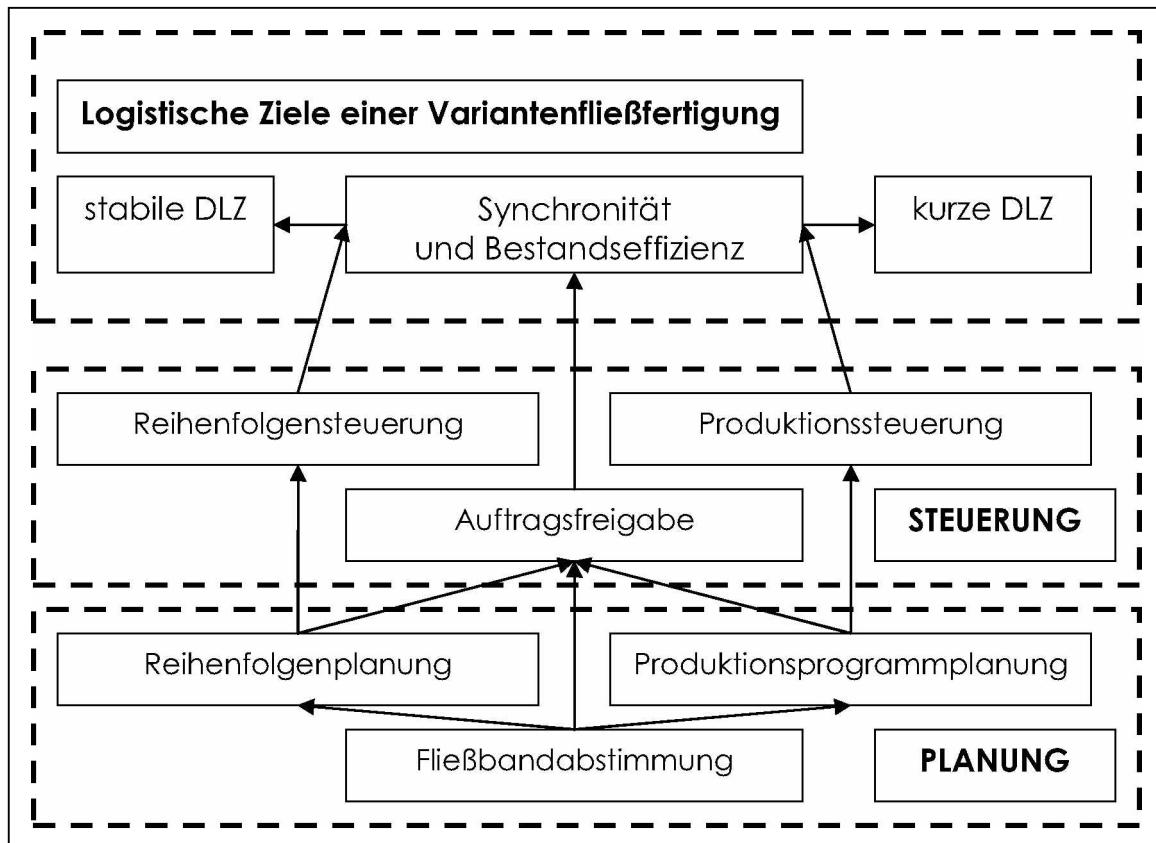 Logistische Ziele einer Variantenfließfertigung
stabile DLZ
Synchronität
und Bestandseffizienz
kurze DLZ
Reihenfolgensteuerung
Produktionssteuerung
Auftragsfreigabe
STEUERUNG
Reihenfolgenplanung
Produktionsprogrammplanung
Fließbandabstimmung
PLANUNG